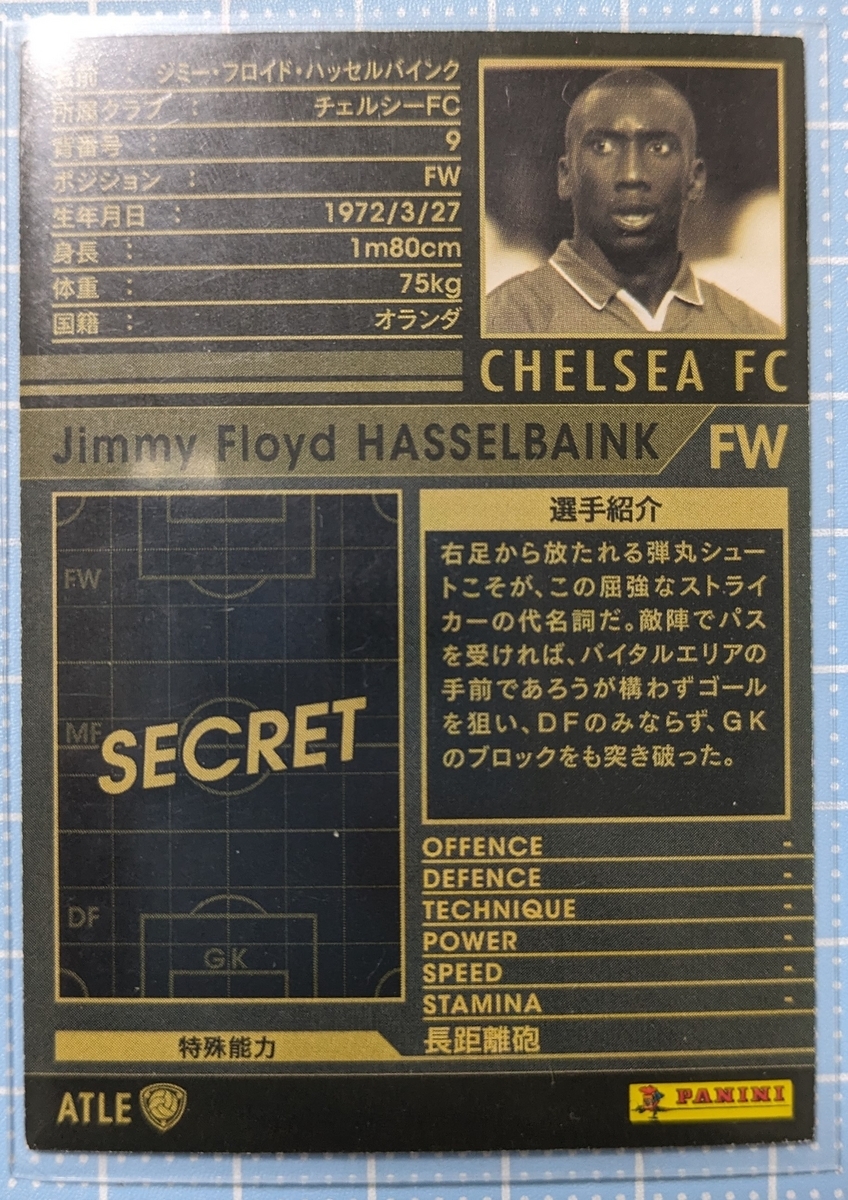 名前 : ジミー・フロイド・ハッセルバインク
所属クラブ : チェルシーFC
背番号 : 9
ポジション : FW
生年月日 : 1972/3/27
身長 : 1m80cm
体重 : 75kg
国籍 : オランダ
CHELSEA FC
Jimmy Floyd HASSELBAINK FW
FW
MF
SECRET
DF
GK
選手紹介
右足から放たれる弾丸シュー
トこそが、この屈強なストライ
カーの代名詞だ。敵陣でパス
を受ければ、バイタルエリアの
手前であろうが構わずゴール
を狙い、DFのみならず、GK
のブロックをも突き破った。
OFFENCE -
DEFENCE -
TECHNIQUE -
POWER -
SPEED -
STAMINA -
特殊能力 長距離砲
ATLE
PANINI